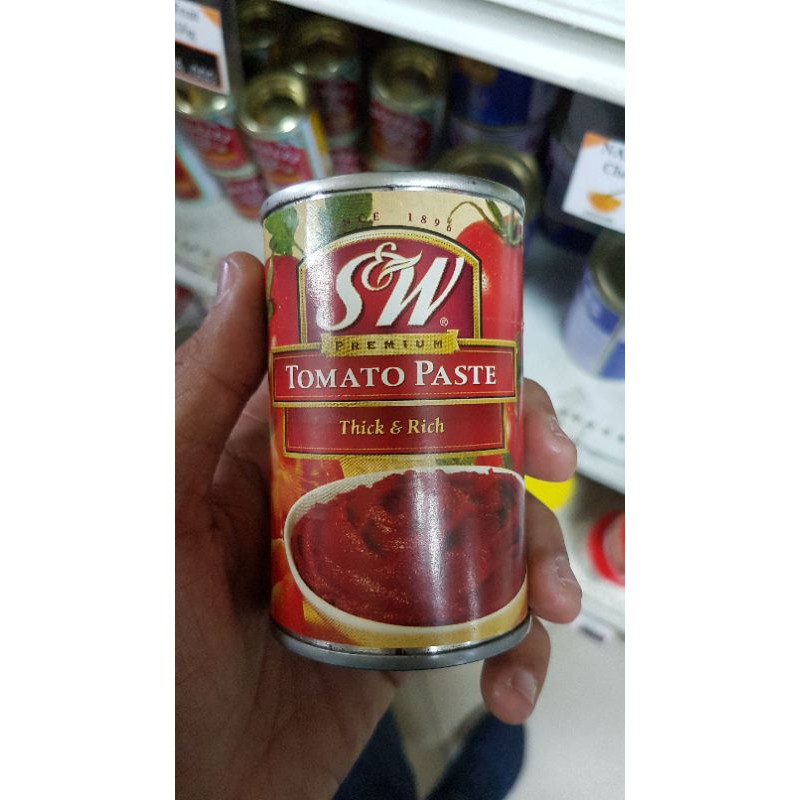 SINCE 1896
S&W®
PREMIUM
TOMATO PASTE
Thick & Rich